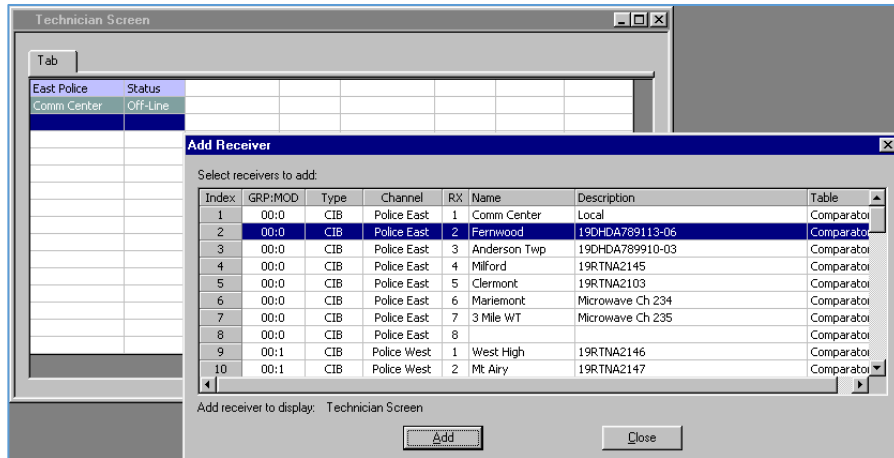 Technician Screen
Tab
East Police Status
Comm Center Off-Line
Add Receiver
Select receivers to add:
Index GRP:MOD Type Channel RX Name Description Table
1 00:0 CIB Police East 1 Comm Center Local Comparator
2 00:0 CIB Police East 2 Fernwood 19DHDA789113-06 Comparator
3 00:0 CIB Police East 3 Anderson Twp 19DHDA789910-03 Comparator
4 00:0 CIB Police East 4 Milford 19RTNA2145 Comparator
5 00:0 CIB Police East 5 Clermont 19RTNA2103 Comparator
6 00:0 CIB Police East 6 Mariemont Microwave Ch 234 Comparator
7 00:0 CIB Police East 7 3 Mile WT Microwave Ch 235 Comparator
8 00:0 CIB Police East 8 Comparator
9 00:1 CIB Police West 1 West High 19RTNA2146 Comparator
10 00:1 CIB Police West 2 Mt Airy 19RTNA2147 Comparator
Add receiver to display: Technician Screen
Add Close